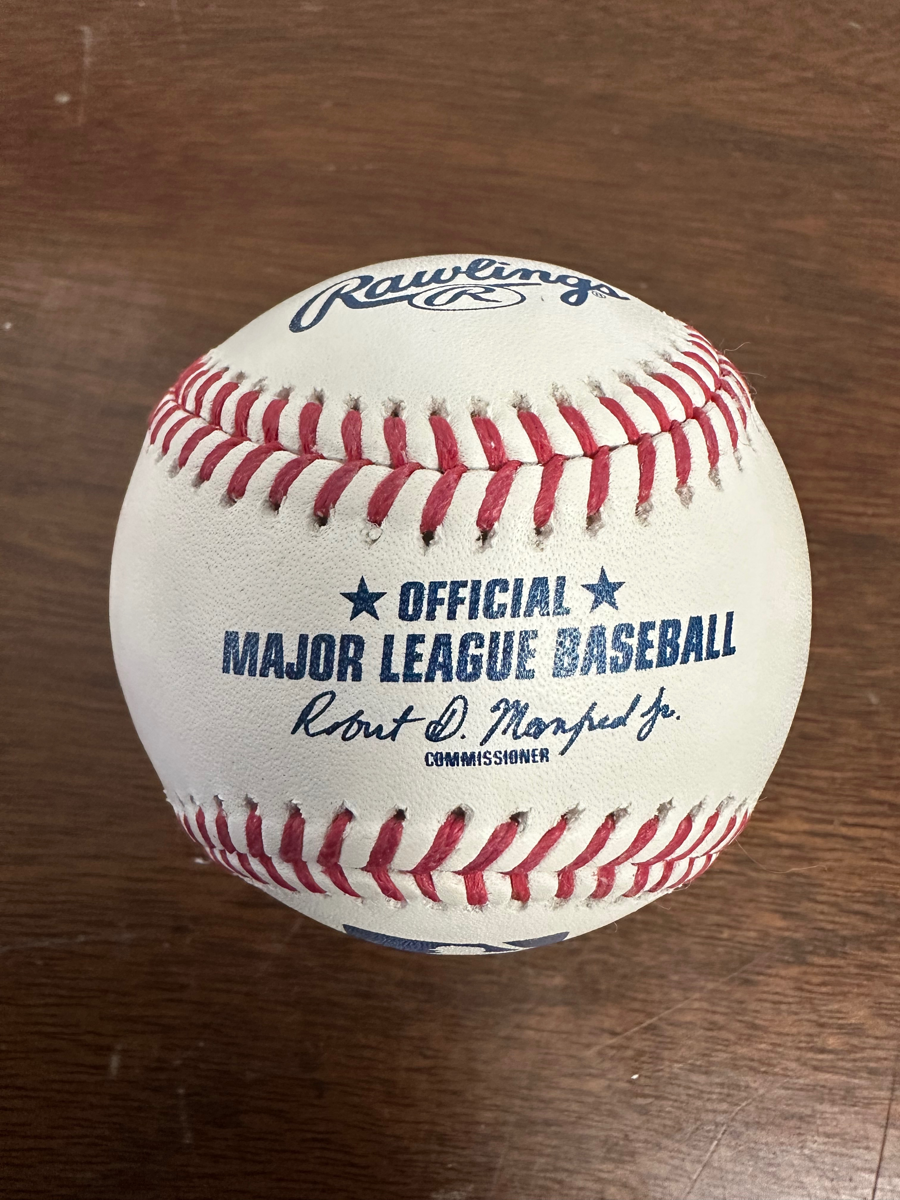 Rawlings®
R
★ OFFICIAL ★
MAJOR LEAGUE BASEBALL
Robert D. Manfred Jr.
COMMISSIONER